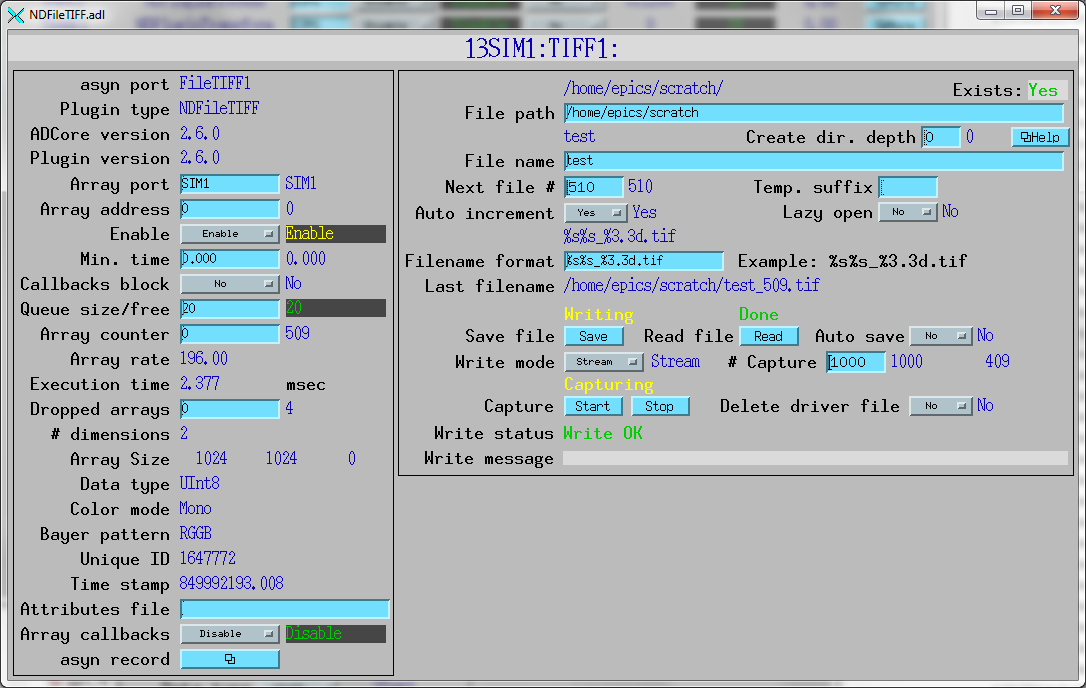 NDFileTIFF.adl
13SIM1:TIFF1:
asyn port FileTIFF1
Plugin type NDFileTIFF
ADCore version 2.6.0
Plugin version 2.6.0
Array port SIM1 SIM1
Array address 0 0
Enable Enable Enable
Min. time 0.000 0.000
Callbacks block No No
Queue size/free 20 20
Array counter 0 509
Array rate 196.00
Execution time 2.377 msec
Dropped arrays 0 4
# dimensions 2
Array Size 1024 1024 0
Data type UInt8
Color mode Mono
Bayer pattern RGGB
Unique ID 1647772
Time stamp 849992193.008
Attributes file
Array callbacks Disable Disable
asyn record
/home/epics/scratch/ Exists: Yes
File path /home/epics/scratch
test Create dir. depth 0 0 Help
File name test
Next file # 510 510 Temp. suffix
Auto increment Yes Yes Lazy open No No
%s%s_%3.3d.tif
Filename format %s%s_%3.3d.tif Example: %s%s_%3.3d.tif
Last filename /home/epics/scratch/test_509.tif
Writing Done
Save file Save Read file Read Auto save No No
Write mode Stream Stream # Capture 1000 1000 409
Capturing
Capture Start Stop Delete driver file No No
Write status Write OK
Write message